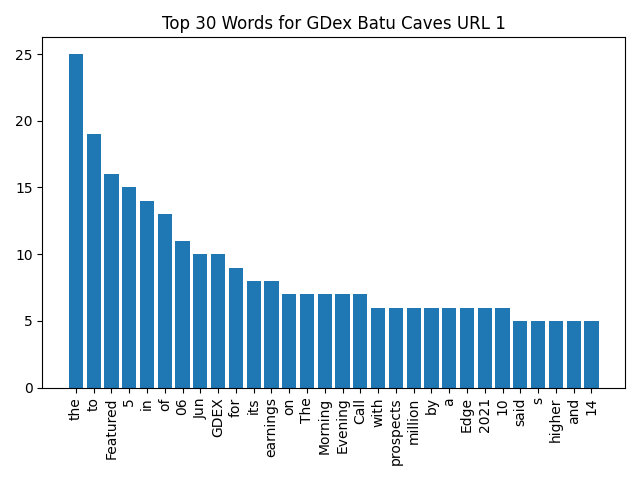 Top 30 Words for GDex Batu Caves URL 1
25
20
15
10
5
0
the
to
Featured
5
in
of
06
Jun
GDEX
for
its
earnings
on
The
Morning
Evening
Call
with
prospects
million
by
a
Edge
2021
10
said
s
higher
and
14